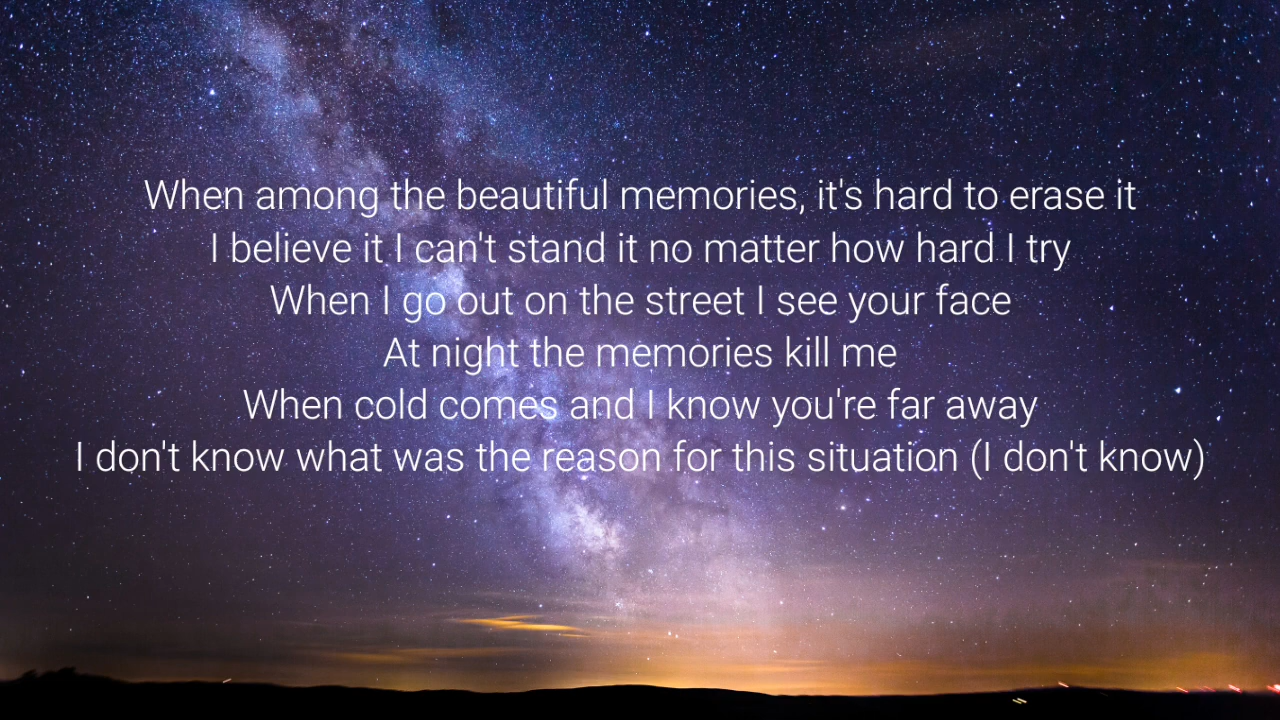 When among the beautiful memories, it's hard to erase it
I believe it I can't stand it no matter how hard I try
When I go out on the street I see your face
At night the memories kill me
When cold comes and I know you're far away
I don't know what was the reason for this situation (I don't know)